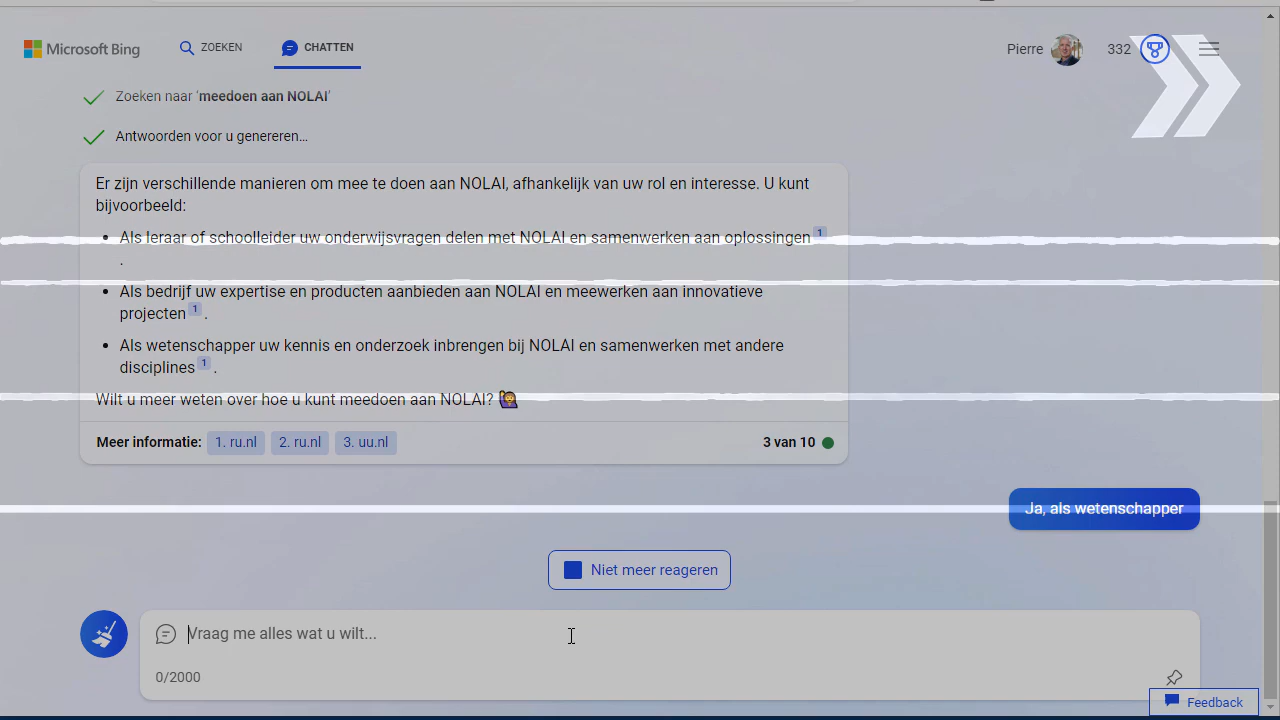 Microsoft Bing
ZOEKEN
CHATTEN
Pierre
332
Zoeken naar 'meedoen aan NOLAI'
Antwoorden voor u genereren...
Er zijn verschillende manieren om mee te doen aan NOLAI, afhankelijk van uw rol en interesse. U kunt
bijvoorbeeld:
• Als leraar of schoolleider uw onderwijsvragen delen met NOLAI en samenwerken aan oplossingen 1
.
• Als bedrijf uw expertise en producten aanbieden aan NOLAI en meewerken aan innovatieve
projecten 1 .
• Als wetenschapper uw kennis en onderzoek inbrengen bij NOLAI en samenwerken met andere
disciplines 1 .
Wilt u meer weten over hoe u kunt meedoen aan NOLAI? 🙋
Meer informatie: 1. ru.nl 2. ru.nl 3. uu.nl 3 van 10
Ja, als wetenschapper
Niet meer reageren
Vraag me alles wat u wilt...
0/2000
Feedback